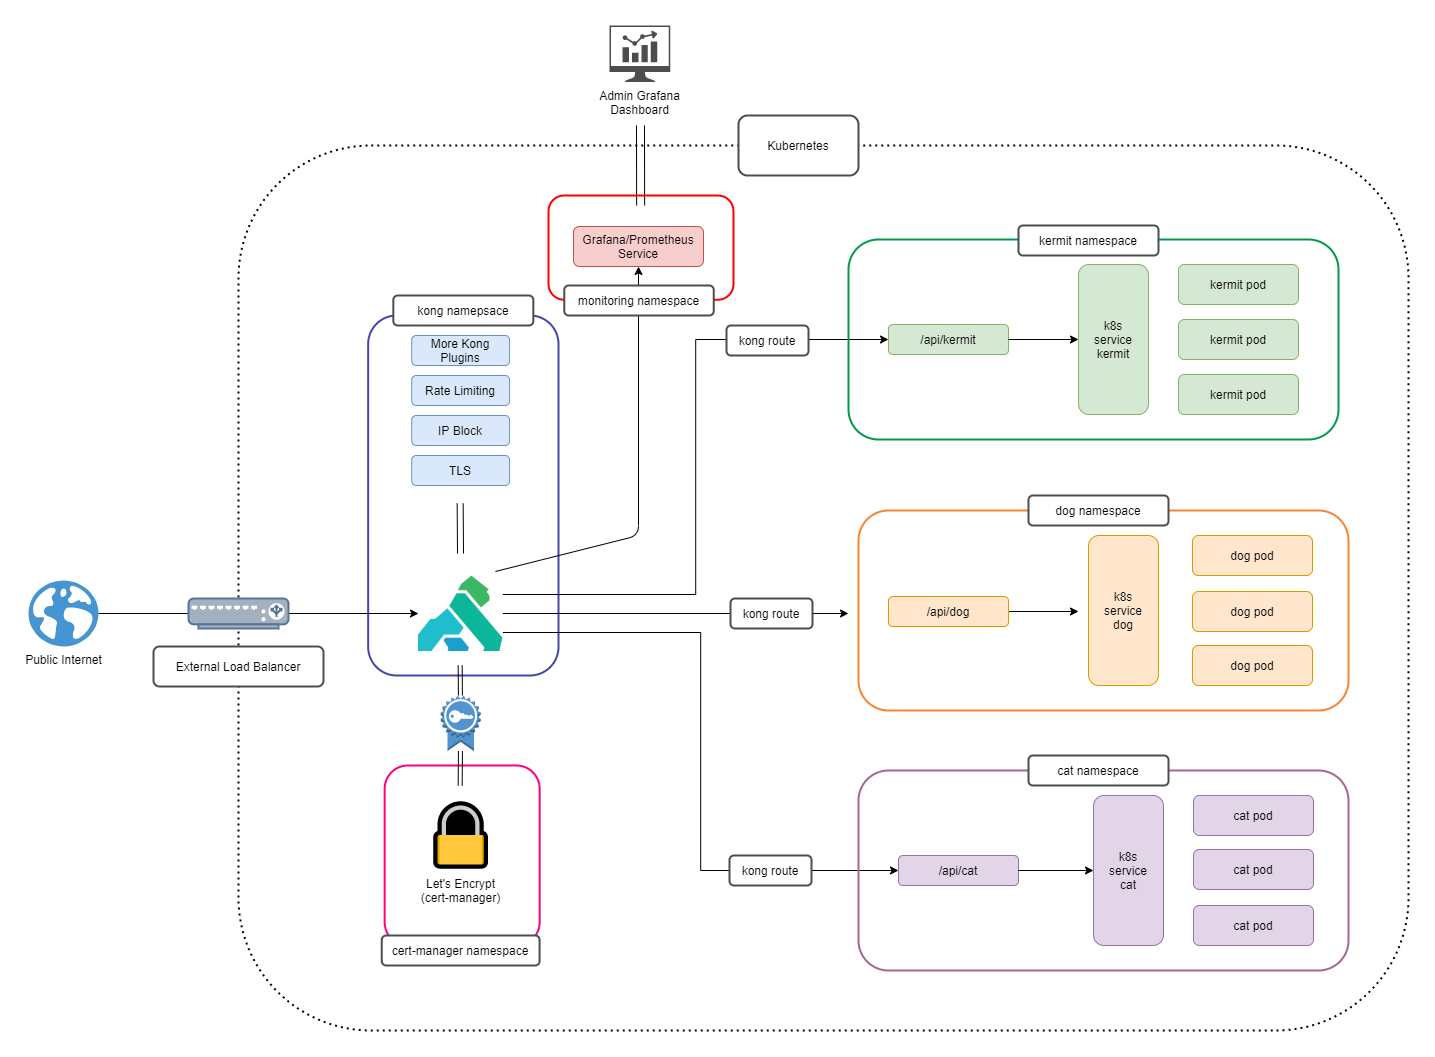 Admin Grafana
Dashboard
Kubernetes
Grafana/Prometheus
Service
monitoring namespace
kong namepsace
More Kong
Plugins
Rate Limiting
IP Block
TLS
Public Internet
External Load Balancer
Let's Encrypt
(cert-manager)
cert-manager namespace
kong route
kermit namespace
/api/kermit
k8s
service
kermit
kermit pod
kermit pod
kermit pod
kong route
dog namespace
/api/dog
k8s
service
dog
dog pod
dog pod
dog pod
kong route
cat namespace
/api/cat
k8s
service
cat
cat pod
cat pod
cat pod